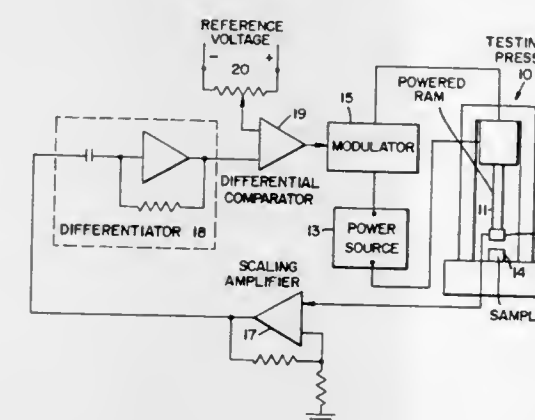 REFERENCE
VOLTAGE
- 20 +
TESTIN
PRESS
10
POWERED
RAM
15
19
MODULATOR
DIFFERENTIAL
COMPARATOR
DIFFERENTIATOR 18
13
POWER
SOURCE
11
14
SCALING
AMPLIFIER
17
SAMPL